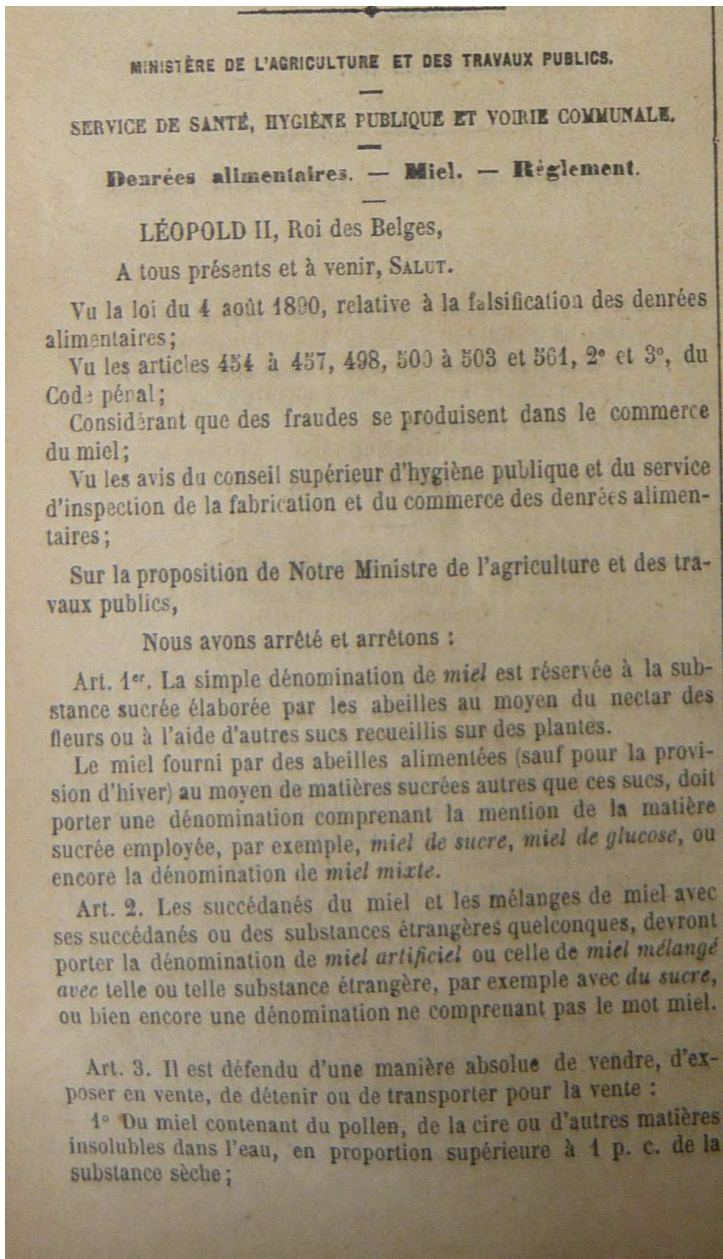 MINISTÈRE DE L'AGRICULTURE ET DES TRAVAUX PUBLICS.
SERVICE DE SANTÉ, HYGIÈNE PUBLIQUE ET VOIRIE COMMUNALE.
Denrées alimentaires. — Miel. — Réglement.
LÉOPOLD II, Roi des Belges,
A tous présents et à venir, SALUT.
Vu la loi du 4 août 1890, relative à la falsification des denrées
alimentaires;
Vu les articles 454 à 457, 498, 500 à 503 et 561, 2° et 3°, du
Code pénal;
Considérant que des fraudes se produisent dans le commerce
du miel;
Vu les avis du conseil supérieur d'hygiène publique et du service
d'inspection de la fabrication et du commerce des denrées alimen-
taires;
Sur la proposition de Notre Ministre de l'agriculture et des tra-
vaux publics,
Nous avons arrêté et arrêtons :
Art. 1er. La simple dénomination de miel est réservée à la sub-
stance sucrée élaborée par les abeilles au moyen du nectar des
fleurs ou à l'aide d'autres sucs recueillis sur des plantes.
Le miel fourni par des abeilles alimentées (sauf pour la provi-
sion d'hiver) au moyen de matières sucrées autres que ces sucs, doit
porter une dénomination comprenant la mention de la matière
sucrée employée, par exemple, miel de sucre, miel de glucose, ou
encore la dénomination de miel mixte.
Art. 2. Les succédanés du miel et les mélanges de miel avec
ses succédanés ou des substances étrangères quelconques, devront
porter la dénomination de miel artificiel ou celle de miel mélangé
avec telle ou telle substance étrangère, par exemple avec du sucre,
ou bien encore une dénomination ne comprenant pas le mot miel.
Art. 3. Il est défendu d'une manière absolue de vendre, d'ex-
poser en vente, de détenir ou de transporter pour la vente :
1° Du miel contenant du pollen, de la cire ou d'autres matières
insolubles dans l'eau, en proportion supérieure à 1 p. c. de la
substance sèche;